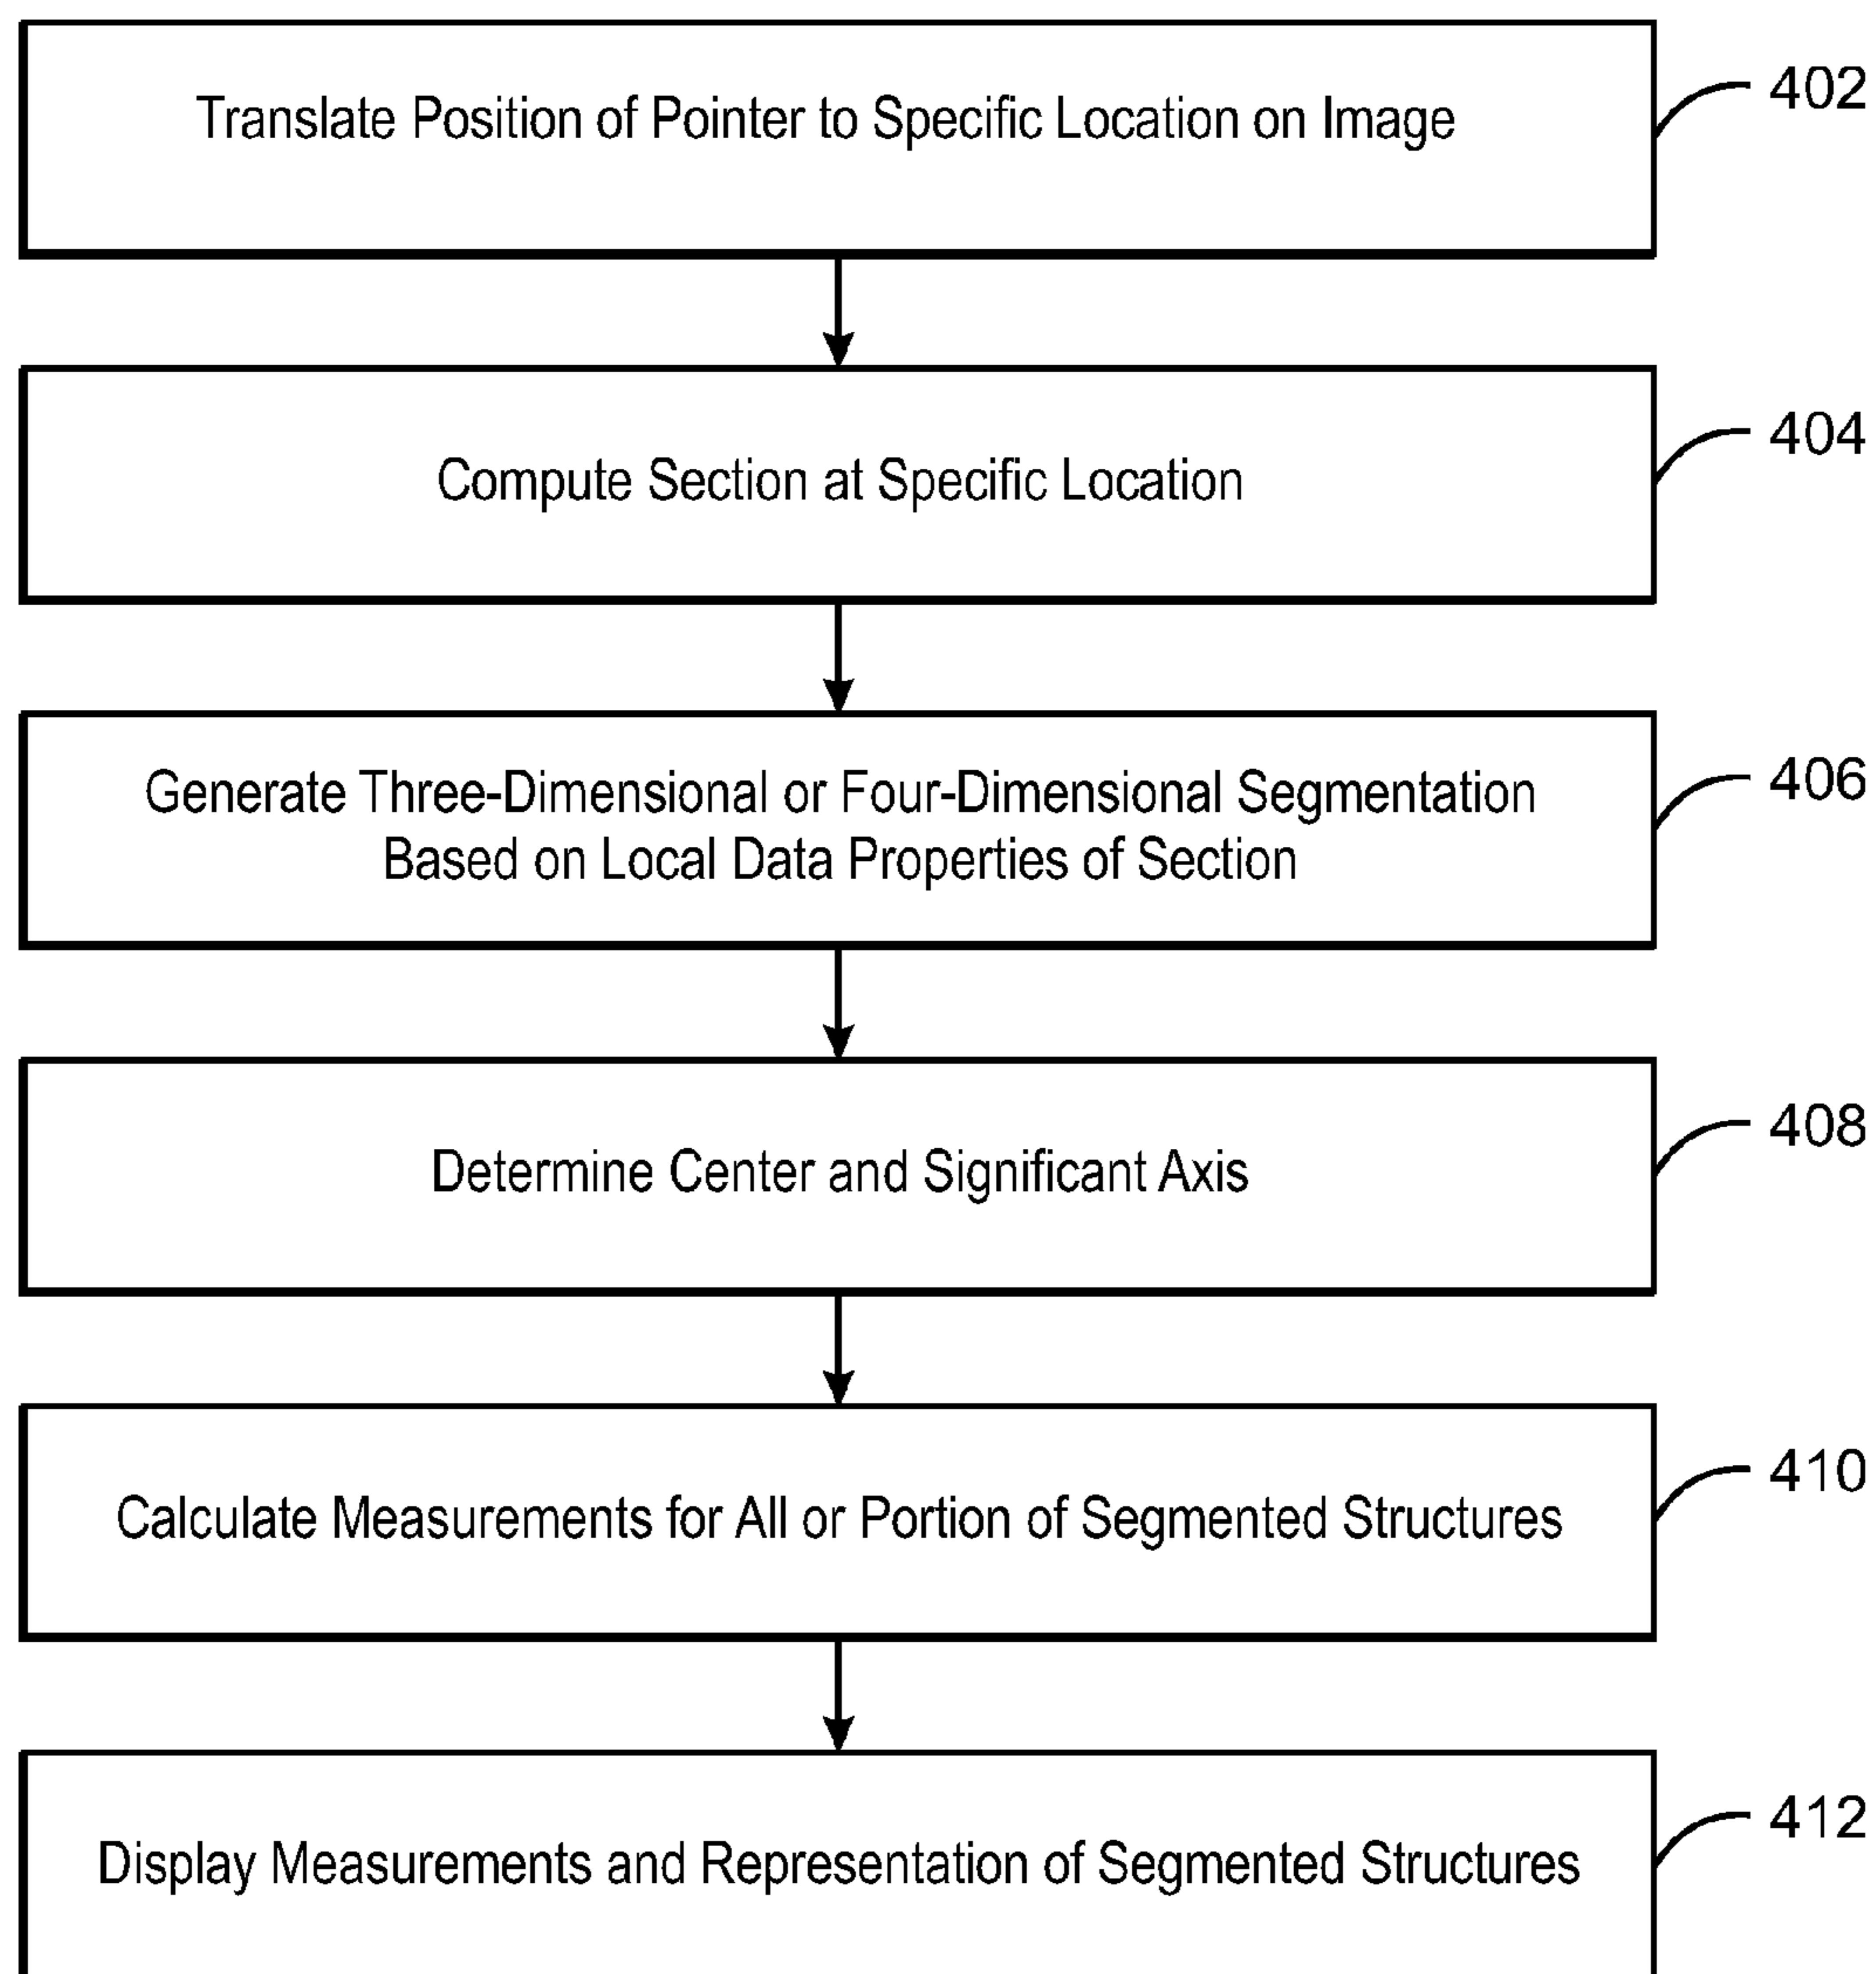 Translate Position of Pointer to Specific Location on Image
402
Compute Section at Specific Location
404
Generate Three-Dimensional or Four-Dimensional Segmentation
Based on Local Data Properties of Section
406
Determine Center and Significant Axis
408
Calculate Measurements for All or Portion of Segmented Structures
410
Display Measurements and Representation of Segmented Structures
412